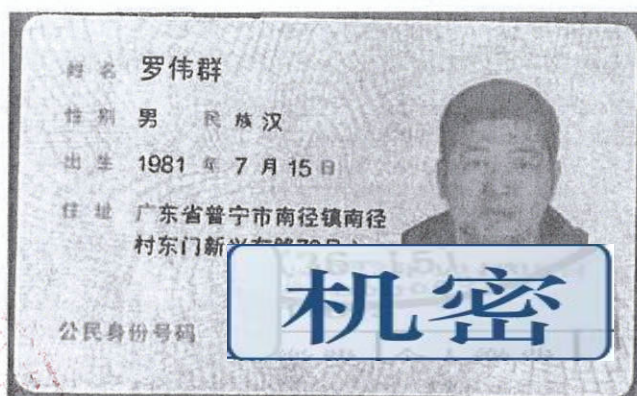 姓名 罗伟群
性别 男 民族汉
出生 1981 年 7 月 15 日
住址 广东省普宁市南径镇南径
村东门新
机密
公民身份号码